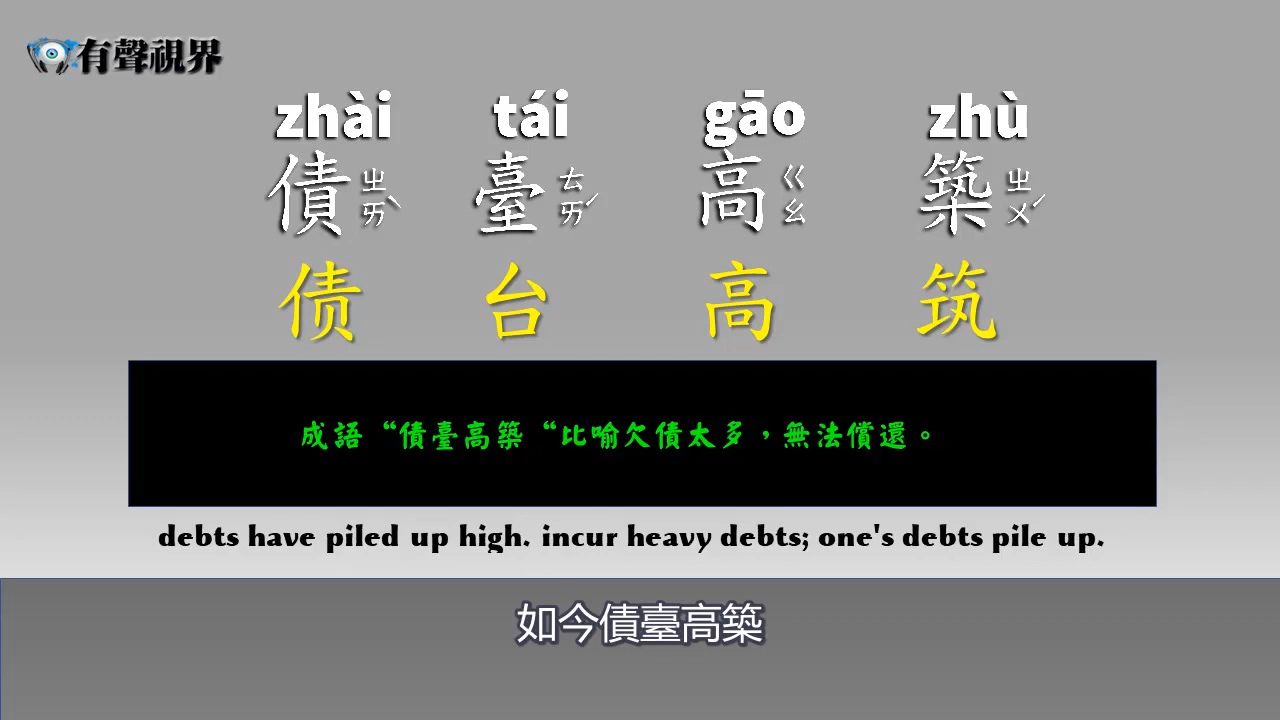 有聲視界
zhài tái gāo zhù
債 ㄓㄞˋ 臺 ㄊㄞˊ 高 ㄍㄠ 築 ㄓㄨˊ
债 台 高 筑
成語“債臺高築“比喻欠債太多，無法償還。
debts have piled up high. incur heavy debts; one's debts pile up.
如今債臺高築